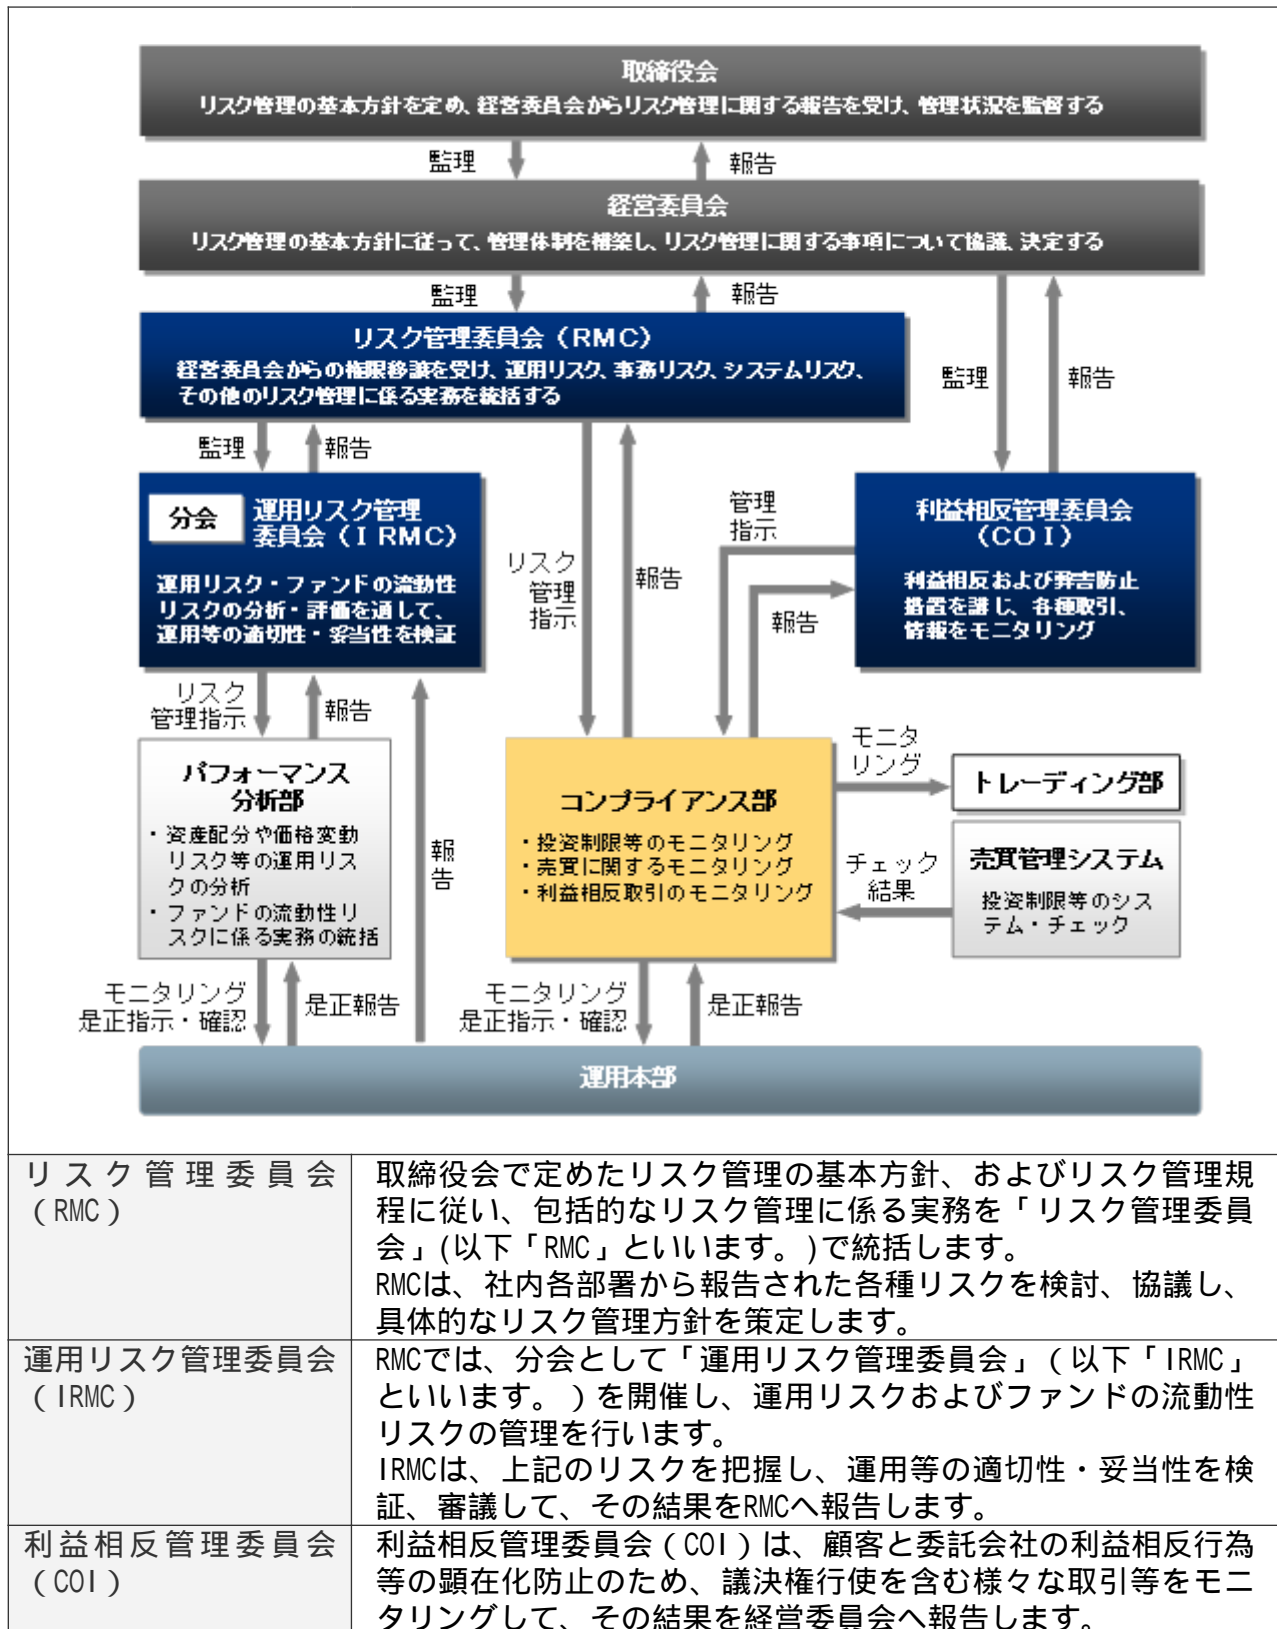 取締役会
リスク管理の基本方針を定め、経営委員会からリスク管理に関する報告を受け、管理状況を監督する
監理
報告
経営委員会
リスク管理の基本方針に従って、管理体制を構築し、リスク管理に関する事項について協議、決定する
監理
報告
リスク管理委員会（RMC）
経営委員会からの権限移譲を受け、運用リスク、事務リスク、システムリスク、
その他のリスク管理に係る実務を統括する
監理
報告
監理
報告
分会
運用リスク管理
委員会（IRMC）
運用リスク・ファンドの流動性
リスクの分析・評価を通して、
運用等の適切性・妥当性を検証
リスク
管理
指示
報告
管理
指示
報告
利益相反管理委員会
（COI）
利益相反および弊害防止
措置を講じ、各種取引、
情報をモニタリング
リスク
管理指示
報告
パフォーマンス
分析部
・資産配分や価格変動
リスク等の運用リス
クの分析
・ファンドの流動性リ
スクに係る実務の統括
報
告
コンプライアンス部
・投資制限等のモニタリング
・売買に関するモニタリング
・利益相反取引のモニタリング
モニタ
リング
トレーディング部
チェック
結果
売買管理システム
投資制限等のシス
テム・チェック
モニタリング
是正指示・確認
是正報告
モニタリング
是正指示・確認
是正報告
運用本部
リスク管理委員会
（RMC）
取締役会で定めたリスク管理の基本方針、およびリスク管理規
程に従い、包括的なリスク管理に係る実務を「リスク管理委員
会」(以下「RMC」といいます。)で統括します。
RMCは、社内各部署から報告された各種リスクを検討、協議し、
具体的なリスク管理方針を策定します。
運用リスク管理委員会
（IRMC）
RMCでは、分会として「運用リスク管理委員会」（以下「IRMC」
といいます。）を開催し、運用リスクおよびファンドの流動性
リスクの管理を行います。
IRMCは、上記のリスクを把握し、運用等の適切性・妥当性を検
証、審議して、その結果をRMCへ報告します。
利益相反管理委員会
（COI）
利益相反管理委員会（COI）は、顧客と委託会社の利益相反行為
等の顕在化防止のため、議決権行使を含む様々な取引等をモニ
タリングして、その結果を経営委員会へ報告します。